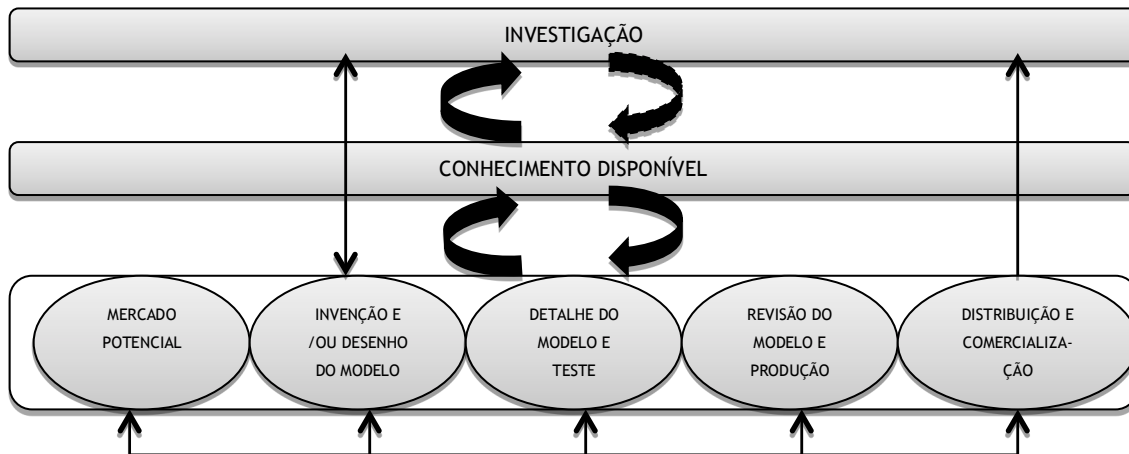 INVESTIGAÇÃO
CONHECIMENTO DISPONÍVEL
MERCADO
POTENCIAL
INVENÇÃO E
/OU DESENHO
DO MODELO
DETALHE DO
MODELO E
TESTE
REVISÃO DO
MODELO E
PRODUÇÃO
DISTRIBUIÇÃO E
COMERCIALIZA-
ÇÃO